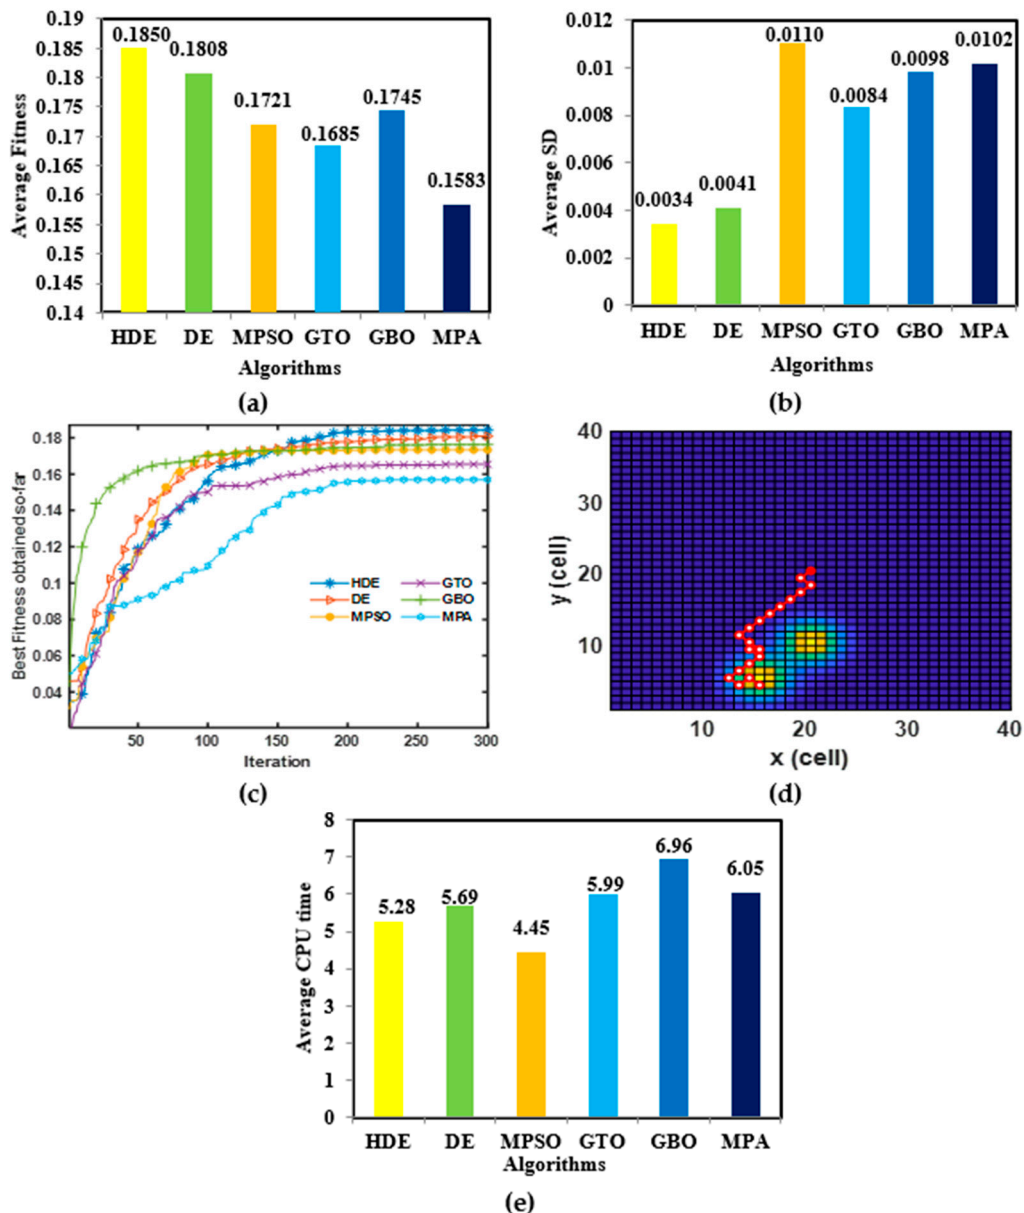 0.19
0.185
0.18
0.175
0.17
0.165
0.16
0.155
0.15
0.145
0.14
Average Fitness
0.1850
0.1808
0.1721
0.1685
0.1745
0.1583
HDE DE MPSO GTO GBO MPA
Algorithms
(a)
0.012
0.01
0.008
0.006
0.004
0.002
0
Average SD
0.0034
0.0041
0.0110
0.0084
0.0098
0.0102
HDE DE MPSO GTO GBO MPA
Algorithms
(b)
0.18
0.16
0.14
0.12
0.1
0.08
0.06
0.04
Best Fitness obtained so-far
HDE GTO
DE GBO
MPSO MPA
50 100 150 200 250 300
Iteration
(c)
40
30
20
10
y (cell)
10 20 30 40
x (cell)
(d)
8
7
6
5
4
3
2
1
0
Average CPU time
5.28
5.69
4.45
5.99
6.96
6.05
HDE DE MPSO GTO GBO MPA
Algorithms
(e)